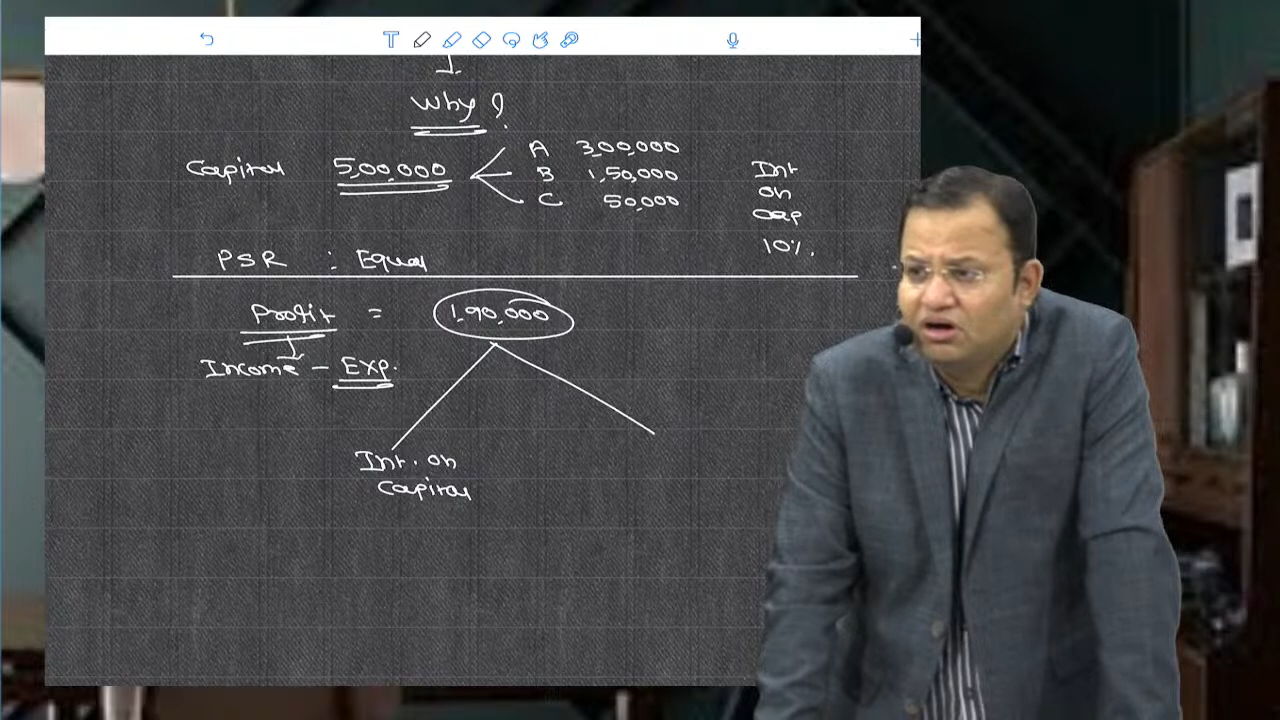 Why ?
Capital 5,00,000 A 3,00,000
B 1,50,000
C 50,000
Int
on
Cap
10%.
PSR : Equal
Profit = 1,90,000
Income - Exp.
Int. on
Capital